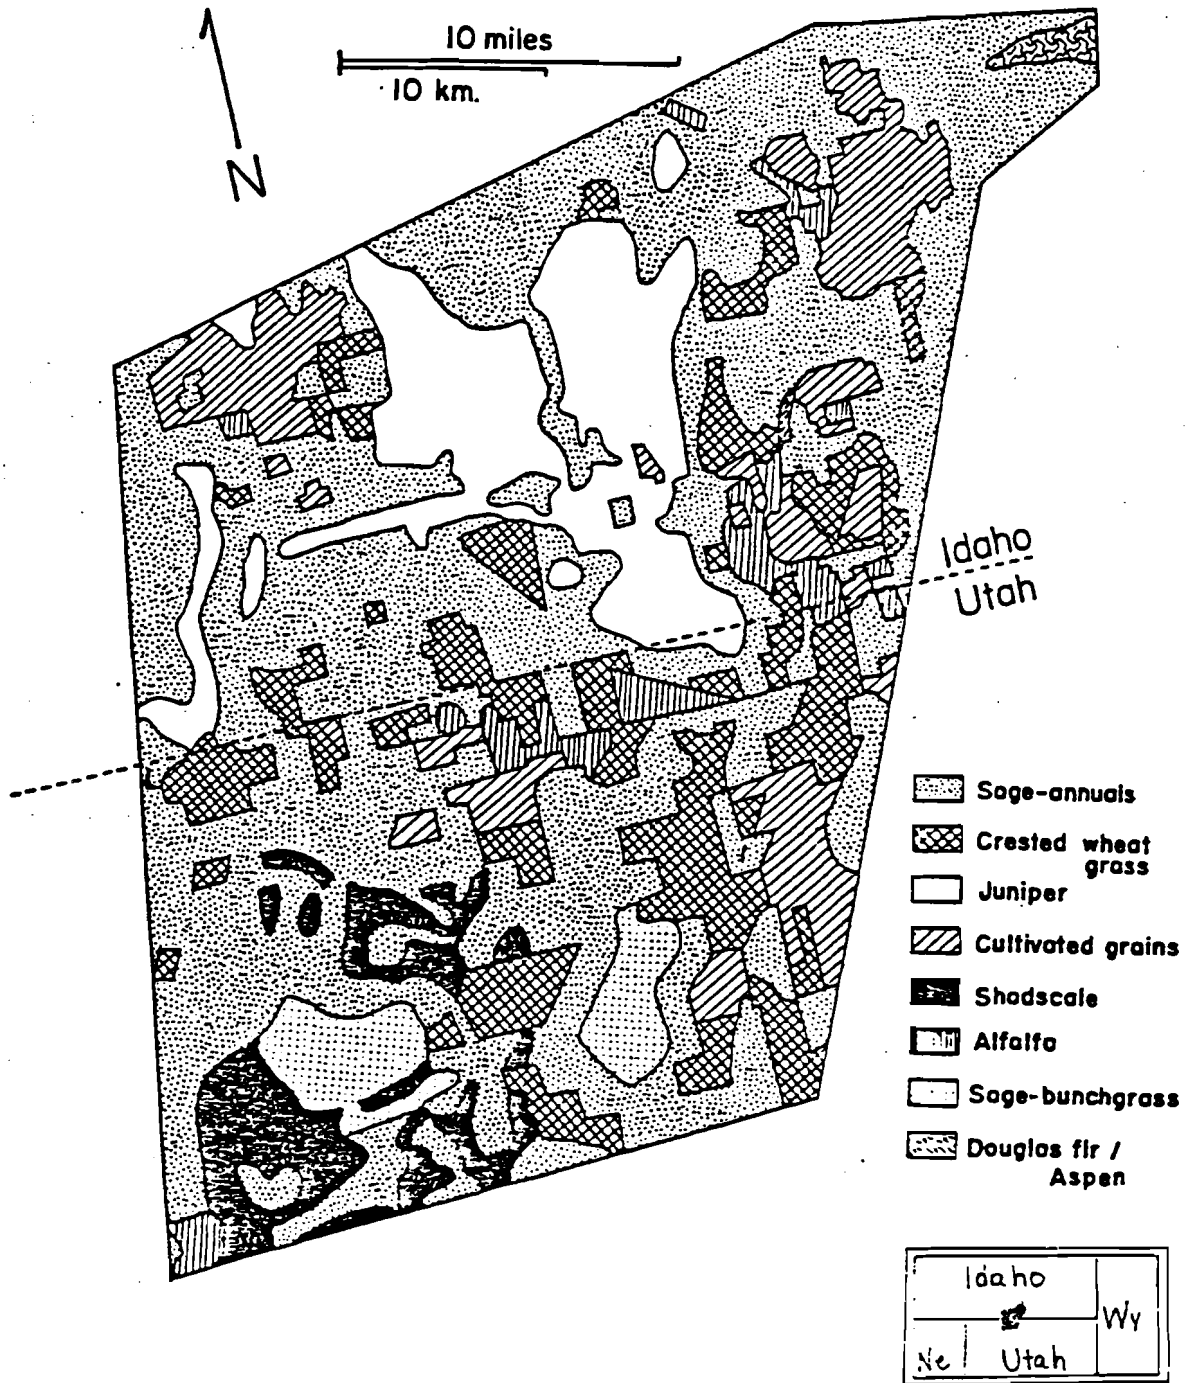 10 miles
10 km.
N
Idaho
Utah
Sage-annuals
Crested wheat
grass
Juniper
Cultivated grains
Shadscale
Alfalfa
Sage-bunchgrass
Douglas fir /
Aspen
Idaho
Wy
Ne
Utah